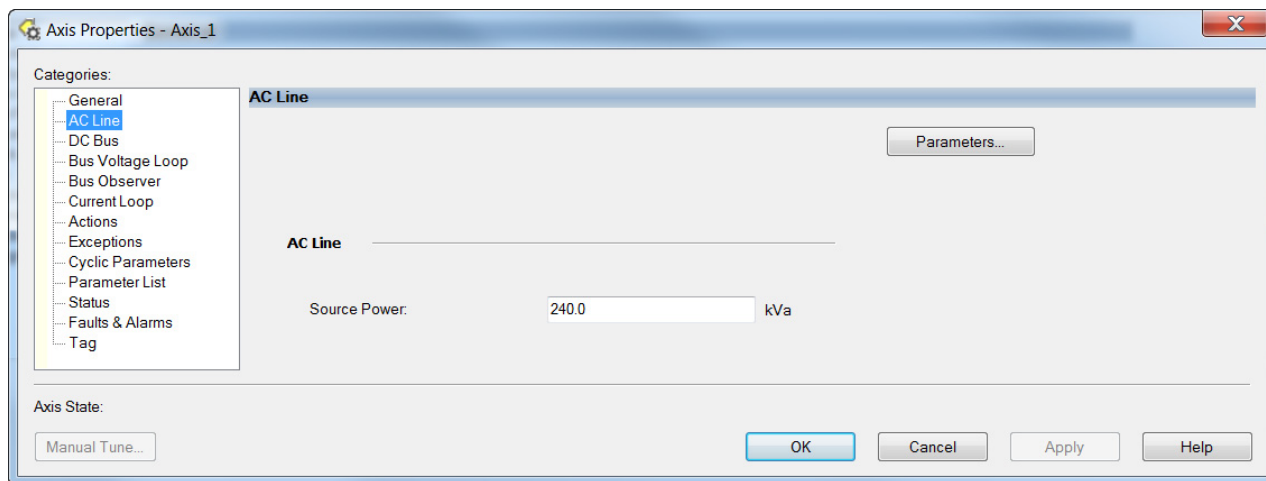 Axis Properties - Axis_1
X
Categories:
General
AC Line
DC Bus
Bus Voltage Loop
Bus Observer
Current Loop
Actions
Exceptions
Cyclic Parameters
Parameter List
Status
Faults & Alarms
Tag
AC Line
Parameters...
AC Line
Source Power: 240.0 kVa
Axis State:
Manual Tune... OK Cancel Apply Help